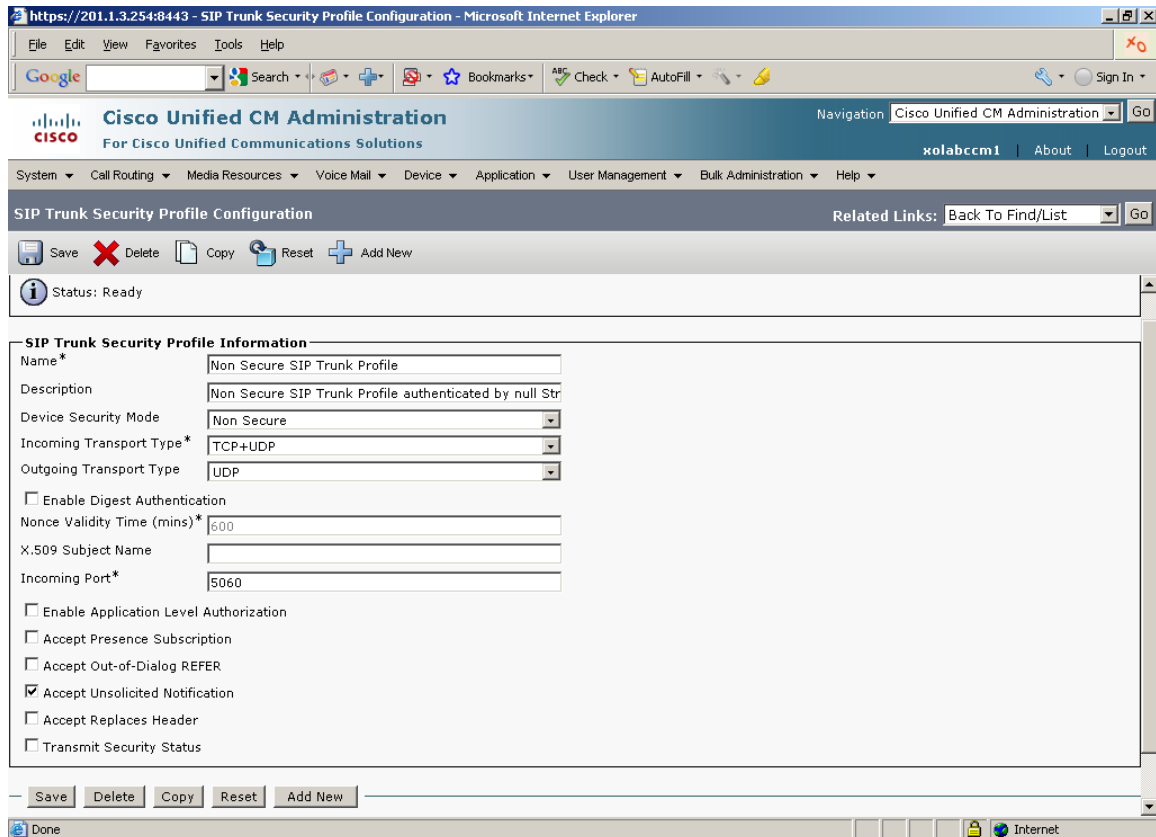 https://201.1.3.254:8443 - SIP Trunk Security Profile Configuration - Microsoft Internet Explorer
File Edit View Favorites Tools Help
Google Search Bookmarks ABC Check AutoFill Sign In
CISCO
Cisco Unified CM Administration
For Cisco Unified Communications Solutions
Navigation Cisco Unified CM Administration Go
xolabccm1 | About | Logout
System Call Routing Media Resources Voice Mail Device Application User Management Bulk Administration Help
SIP Trunk Security Profile Configuration
Related Links: Back To Find/List Go
Save Delete Copy Reset Add New
i Status: Ready
SIP Trunk Security Profile Information
Name* Non Secure SIP Trunk Profile
Description Non Secure SIP Trunk Profile authenticated by null Str
Device Security Mode Non Secure
Incoming Transport Type* TCP+UDP
Outgoing Transport Type UDP
Enable Digest Authentication
Nonce Validity Time (mins)* 600
X.509 Subject Name
Incoming Port* 5060
Enable Application Level Authorization
Accept Presence Subscription
Accept Out-of-Dialog REFER
Accept Unsolicited Notification
Accept Replaces Header
Transmit Security Status
Save Delete Copy Reset Add New
Done Internet